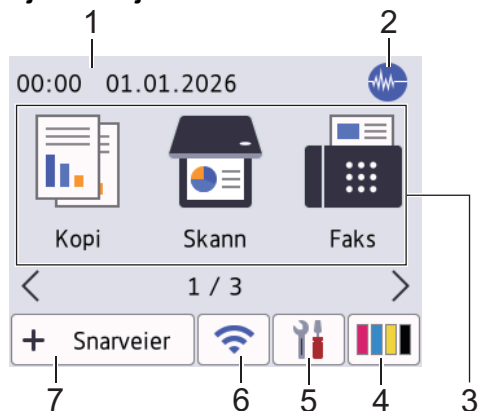 1 2
00:00 01.01.2026
Kopi Skann Faks
1 / 3
+ Snarveier
7 6 5 4 3